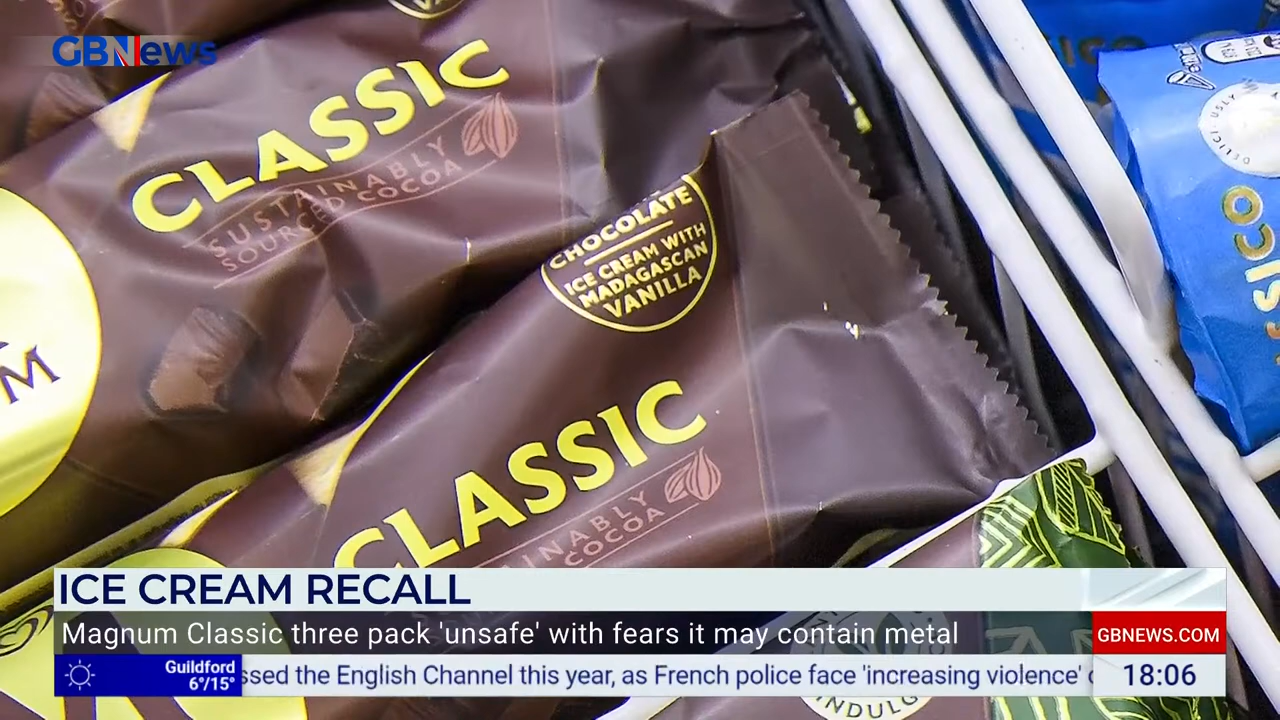 GBNews
CLASSIC
SUSTAINABLY
SOURCED COCOA
CHOCOLATE
ICE CREAM WITH
MADAGASCAN
VANILLA
M
CLASSIC
COCOA
SICO
INDULG
ICE CREAM RECALL
Magnum Classic three pack 'unsafe' with fears it may contain metal
GBNEWS.COM
Guildford
6°/15°
ssed the English Channel this year, as French police face 'increasing violence'
18:06